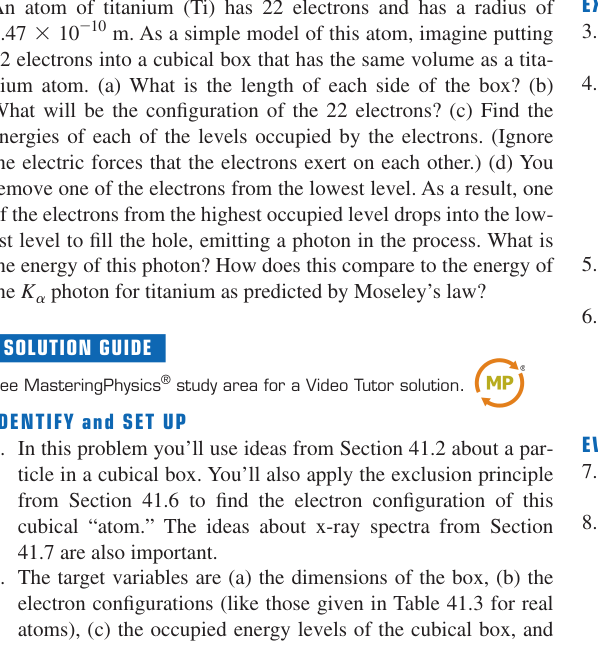 An atom of titanium (Ti) has 22 electrons and has a radius of
.47 × 10⁻¹⁰ m. As a simple model of this atom, imagine putting
2 electrons into a cubical box that has the same volume as a tita-
ium atom. (a) What is the length of each side of the box? (b)
What will be the configuration of the 22 electrons? (c) Find the
nergies of each of the levels occupied by the electrons. (Ignore
he electric forces that the electrons exert on each other.) (d) You
emove one of the electrons from the lowest level. As a result, one
f the electrons from the highest occupied level drops into the low-
st level to fill the hole, emitting a photon in the process. What is
he energy of this photon? How does this compare to the energy of
he Kα photon for titanium as predicted by Moseley's law?
SOLUTION GUIDE
ee MasteringPhysics® study area for a Video Tutor solution.
MP®
IDENTIFY and SET UP
. In this problem you'll use ideas from Section 41.2 about a par-
ticle in a cubical box. You'll also apply the exclusion principle
from Section 41.6 to find the electron configuration of this
cubical “atom.” The ideas about x-ray spectra from Section
41.7 are also important.
. The target variables are (a) the dimensions of the box, (b) the
electron configurations (like those given in Table 41.3 for real
atoms), (c) the occupied energy levels of the cubical box, and
EX
3.
4.
5.
6.
EV
7.
8.